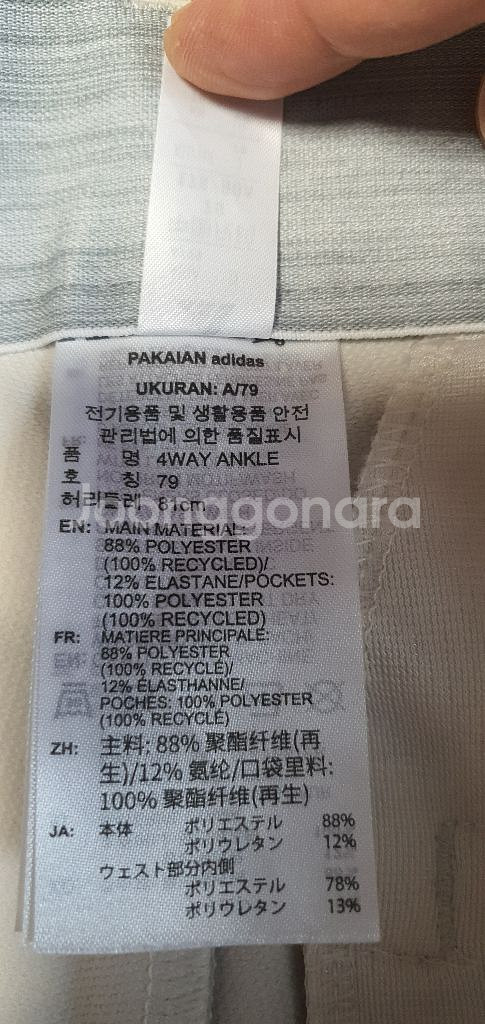 PAKAIAN adidas
UKURAN: A/79
전기용품 및 생활용품 안전
관리법에 의한 품질표시
품 명 4WAY ANKLE
호 칭 79
허리둘레 81cm
joonggonara
EN: MAIN MATERIAL:
88% POLYESTER
(100% RECYCLED)/
12% ELASTANE/POCKETS:
100% POLYESTER
(100% RECYCLED)
FR: MATIERE PRINCIPALE:
88% POLYESTER
(100% RECYCLÉ)/
12% ÉLASTHANNE/
POCHES: 100% POLYESTER
(100% RECYCLÉ)
ZH: 主料: 88% 聚酯纤维(再
生)/12% 氨纶/口袋里料:
100% 聚酯纤维(再生)
JA: 本体 ポリエステル 88%
ポリウレタン 12%
ウェスト部分内側
ポリエステル 78%
ポリウレタン 13%